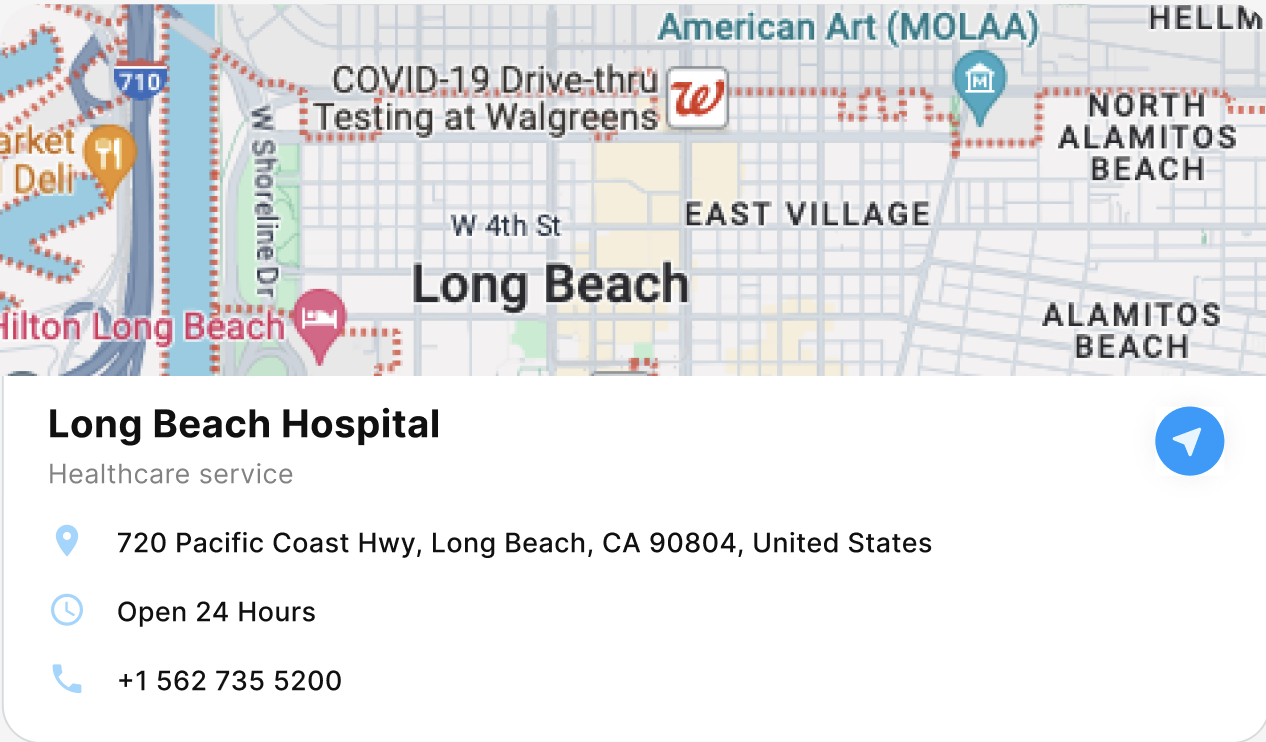 American Art (MOLAA)
HELLM
710
COVID-19 Drive-thru
Testing at Walgreens
W
M
NORTH
ALAMITOS
BEACH
arket
Deli
W Shoreline Dr
W 4th St
EAST VILLAGE
Long Beach
Hilton Long Beach
ALAMITOS
BEACH
Long Beach Hospital
Healthcare service
720 Pacific Coast Hwy, Long Beach, CA 90804, United States
Open 24 Hours
+1 562 735 5200